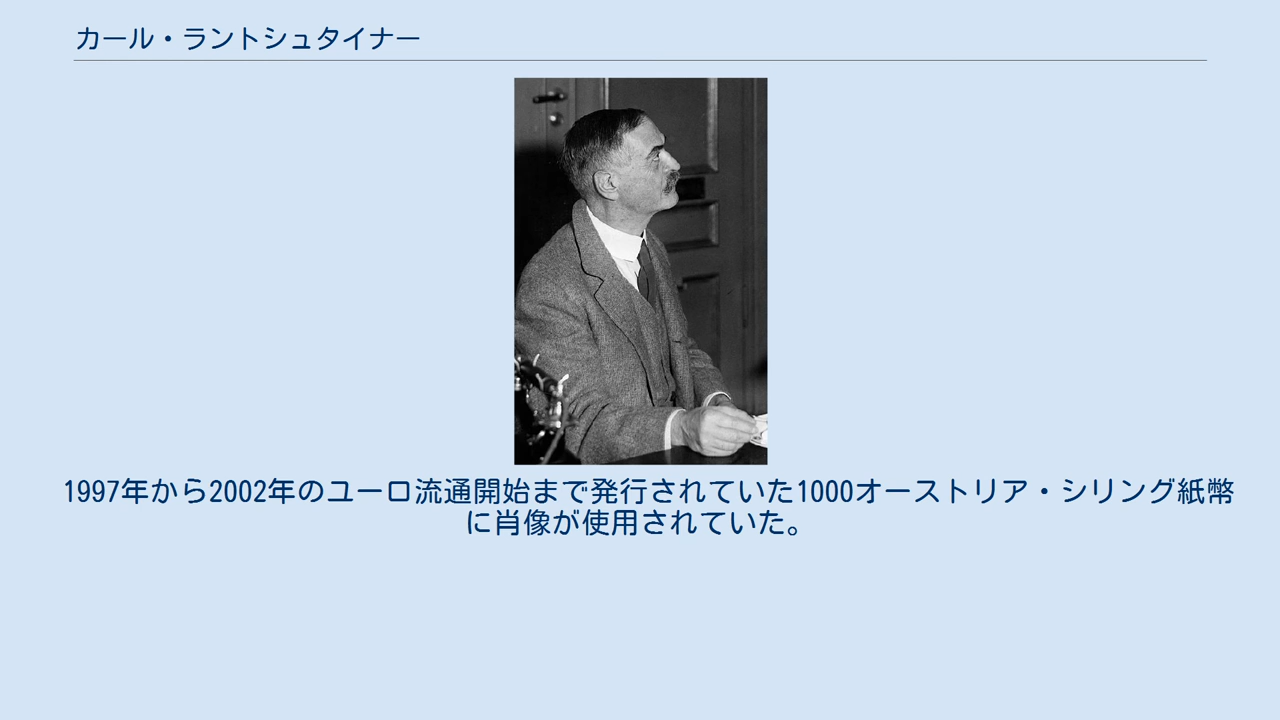 カール・ラントシュタイナー
1997年から2002年のユーロ流通開始まで発行されていた1000オーストリア・シリング紙幣
に肖像が使用されていた。